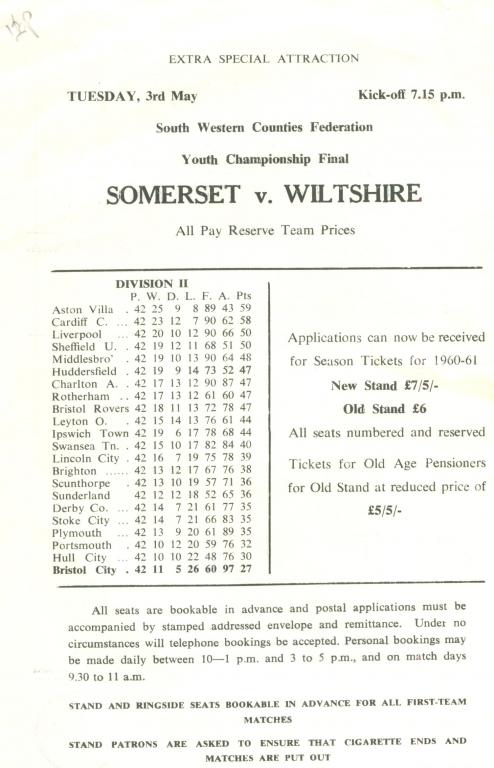 EXTRA SPECIAL ATTRACTION
TUESDAY, 3rd May Kick-off 7.15 p.m.
South Western Counties Federation
Youth Championship Final
SOMERSET v. WILTSHIRE
All Pay Reserve Team Prices
DIVISION II
P. W. D. L. F. A. Pts
Aston Villa . 42 25 9 8 89 43 59
Cardiff C. ... 42 23 12 7 90 62 58
Liverpool ... 42 20 10 12 90 66 50
Sheffield U. . 42 19 12 11 68 51 50
Middlesbro' . 42 19 10 13 90 64 48
Huddersfield . 42 19 9 14 73 52 47
Charlton A. . 42 17 13 12 90 87 47
Rotherham .. 42 17 13 12 61 60 47
Bristol Rovers 42 18 11 13 72 78 47
Leyton O. . 42 15 14 13 76 61 44
Ipswich Town 42 19 6 17 78 68 44
Swansea Tn. . 42 15 10 17 82 84 40
Lincoln City . 42 16 7 19 75 78 39
Brighton ...... 42 13 12 17 67 76 38
Scunthorpe . 42 13 10 19 57 71 36
Sunderland 42 12 12 18 52 65 36
Derby Co. ... 42 14 7 21 61 77 35
Stoke City ... 42 14 7 21 66 83 35
Plymouth ... 42 13 9 20 61 89 35
Portsmouth . 42 10 12 20 59 76 32
Hull City ... 42 10 10 22 48 76 30
Bristol City . 42 11 5 26 60 97 27
Applications can now be received
for Season Tickets for 1960-61
New Stand £7/5/-
Old Stand £6
All seats numbered and reserved
Tickets for Old Age Pensioners
for Old Stand at reduced price of
£5/5/-
All seats are bookable in advance and postal applications must be
accompanied by stamped addressed envelope and remittance. Under no
circumstances will telephone bookings be accepted. Personal bookings may
be made daily between 10—1 p.m. and 3 to 5 p.m., and on match days
9.30 to 11 a.m.
STAND AND RINGSIDE SEATS BOOKABLE IN ADVANCE FOR ALL FIRST-TEAM
MATCHES
STAND PATRONS ARE ASKED TO ENSURE THAT CIGARETTE ENDS AND
MATCHES ARE PUT OUT